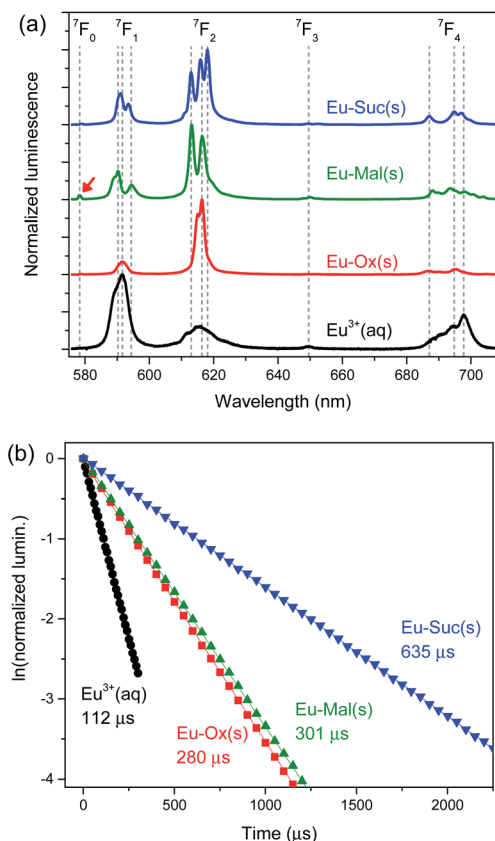 (a)
⁷F₀ ⁷F₁ ⁷F₂ ⁷F₃ ⁷F₄
Normalized luminescence
Eu-Suc(s)
Eu-Mal(s)
Eu-Ox(s)
Eu³⁺(aq)
580 600 620 640 660 680 700
Wavelength (nm)
(b)
ln(normalized lumin.)
0
-1
-2
-3
-4
Eu-Suc(s)
635 μs
Eu³⁺(aq)
112 μs
Eu-Mal(s)
301 μs
Eu-Ox(s)
280 μs
0 500 1000 1500 2000
Time (μs)